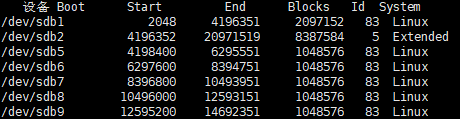 设备 Boot Start End Blocks Id System
/dev/sdb1 2048 4196351 2097152 83 Linux
/dev/sdb2 4196352 20971519 8387584 5 Extended
/dev/sdb5 4198400 6295551 1048576 83 Linux
/dev/sdb6 6297600 8394751 1048576 83 Linux
/dev/sdb7 8396800 10493951 1048576 83 Linux
/dev/sdb8 10496000 12593151 1048576 83 Linux
/dev/sdb9 12595200 14692351 1048576 83 Linux